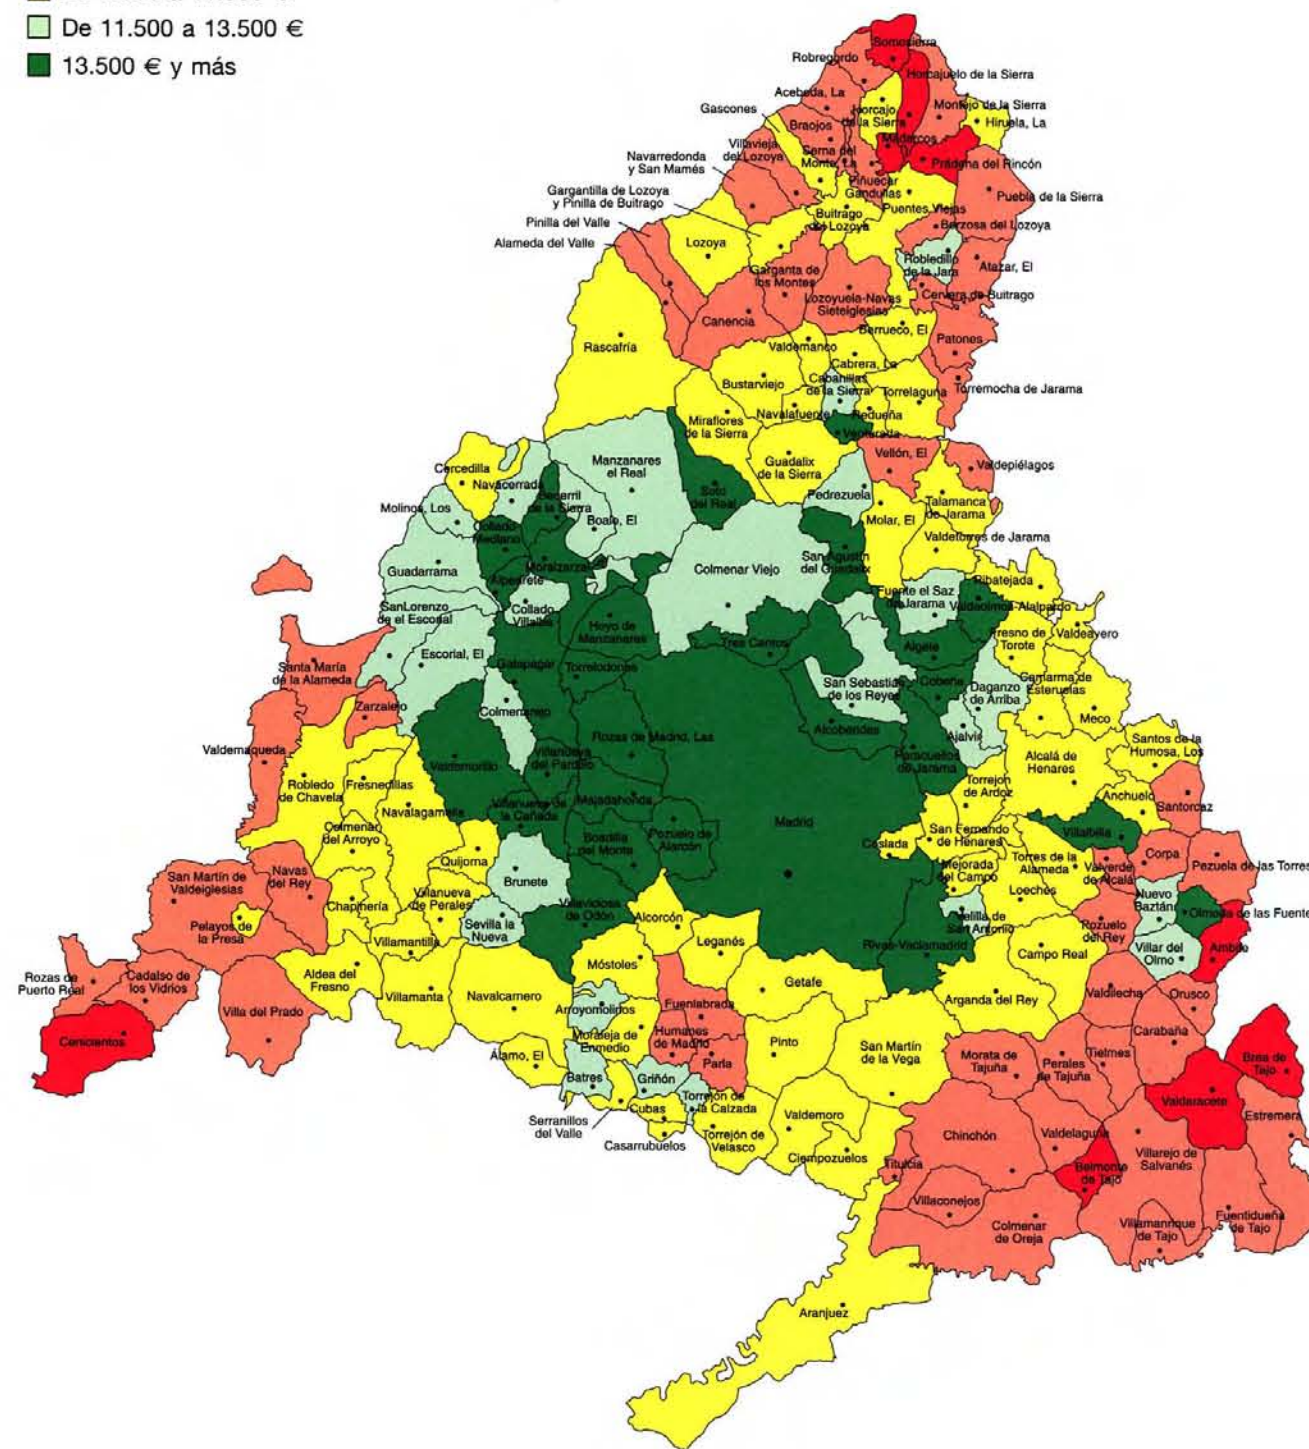 De 11.500 a 13.500 €
13.500 € y más
Somosierra
Robregordo
Horcajuelo de la Sierra
Acebeda, La
Montejo de la Sierra
Gascones
Horcajo
de la Sierra
Hiruela, La
Braojos
Madarcos
Villavieja
del Lozoya
Serna del
Monte, La
Prádena del Rincón
Navarredonda
y San Mamés
Piñuecar
Gandullas
Puebla de la Sierra
Gargantilla de Lozoya
y Pinilla de Buitrago
Buitrago
del Lozoya
Puentes Viejas
Pinilla del Valle
Berzosa del Lozoya
Alameda del Valle
Lozoya
Robledillo
de la Jara
Atazar, El
Garganta de
los Montes
Lozoyuela-Navas
Sieteiglesias
Cervera de Buitrago
Canencia
Berrueco, El
Patones
Rascafría
Valdemanco
Cabrera, La
Bustarviejo
Cabanillas
de la Sierra
Torrelaguna
Torremocha de Jarama
Miraflores
de la Sierra
Navalafuente
Redueña
Venturada
Cercedilla
Manzanares
el Real
Guadalix
de la Sierra
Vellón, El
Valdepiélagos
Navacerrada
Becerril
de la Sierra
Soto
del Real
Pedrezuela
Talamanca
de Jarama
Molinos, Los
Collado
Mediano
Boalo, El
Molar, El
Valdetorres de Jarama
Guadarrama
Moralzarzal
Colmenar Viejo
San Agustín
del Guadalix
Alpedrete
Fuente el Saz
de Jarama
Ribatejada
Valdeolmos-Alalpardo
SanLorenzo
de el Escorial
Collado
Villalba
Hoyo de
Manzanares
Tres Cantos
Algete
Fresno de
Torote
Valdeavero
Santa María
de la Alameda
Escorial, El
Galapagar
Torrelodones
San Sebastián
de los Reyes
Cobeña
Daganzo
de Arriba
Camarma de
Esteruelas
Zarzalejo
Colmenarejo
Alcobendas
Ajalvir
Meco
Valdemaqueda
Valdemorillo
Villanueva
del Pardillo
Rozas de Madrid, Las
Paracuellos
de Jarama
Alcalá de
Henares
Santos de la
Humosa, Los
Robledo
de Chavela
Fresnedillas
Navalagamella
Villanueva de
la Cañada
Majadahonda
Torrejón
de Ardoz
Anchuelo
Santorcaz
Colmenar
del Arroyo
Quijorna
Boadilla
del Monte
Pozuelo de
Alarcón
Madrid
Coslada
San Fernando
de Henares
Villalbilla
San Martín de
Valdeiglesias
Navas
del Rey
Brunete
Mejorada
del Campo
Torres de la
Alameda
Valverde
de Alcalá
Corpa
Pezuela de las Torres
Chapinería
Villanueva
de Perales
Loeches
Nuevo
Baztán
Pelayos de
la Presa
Sevilla la
Nueva
Villaviciosa
de Odón
Alcorcón
Velilla de
San Antonio
Olmeda de las Fuente
Villamantilla
Leganés
Rivas-Vaciamadrid
Campo Real
Pozuelo
del Rey
Villar del
Olmo
Ambite
Rozas de
Puerto Real
Cadalso de
los Vidrios
Aldea del
Fresno
Móstoles
Villamanta
Navalcarnero
Getafe
Arganda del Rey
Valdilecha
Orusco
Villa del Prado
Arroyomolinos
Fuenlabrada
Cenicientos
Moraleja de
Enmedio
Humanes
de Madrid
Parla
Pinto
San Martín
de la Vega
Morata de
Tajuña
Perales
de Tajuña
Tielmes
Carabaña
Brea de
Tajo
Álamo, El
Batres
Griñón
Torrejón de
la Calzada
Valdaracete
Estremera
Serranillos
del Valle
Cubas
Valdemoro
Casarrubuelos
Torrejón de
Velasco
Ciempozuelos
Chinchón
Valdelaguna
Villarejo de
Salvanés
Titulcia
Belmonte
de Tajo
Villaconejos
Colmenar
de Oreja
Villamanrique
de Tajo
Fuentidueña
de Tajo
Aranjuez